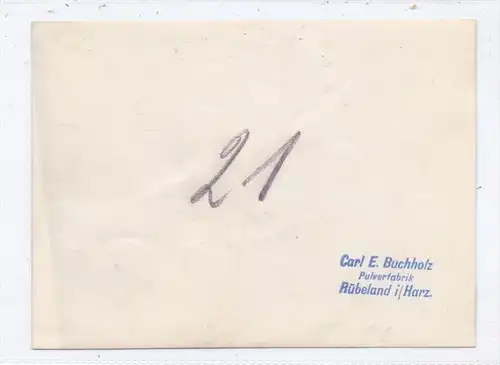 21
Carl E. Buchholz
Pulverfabrik
Rübeland i/Harz.